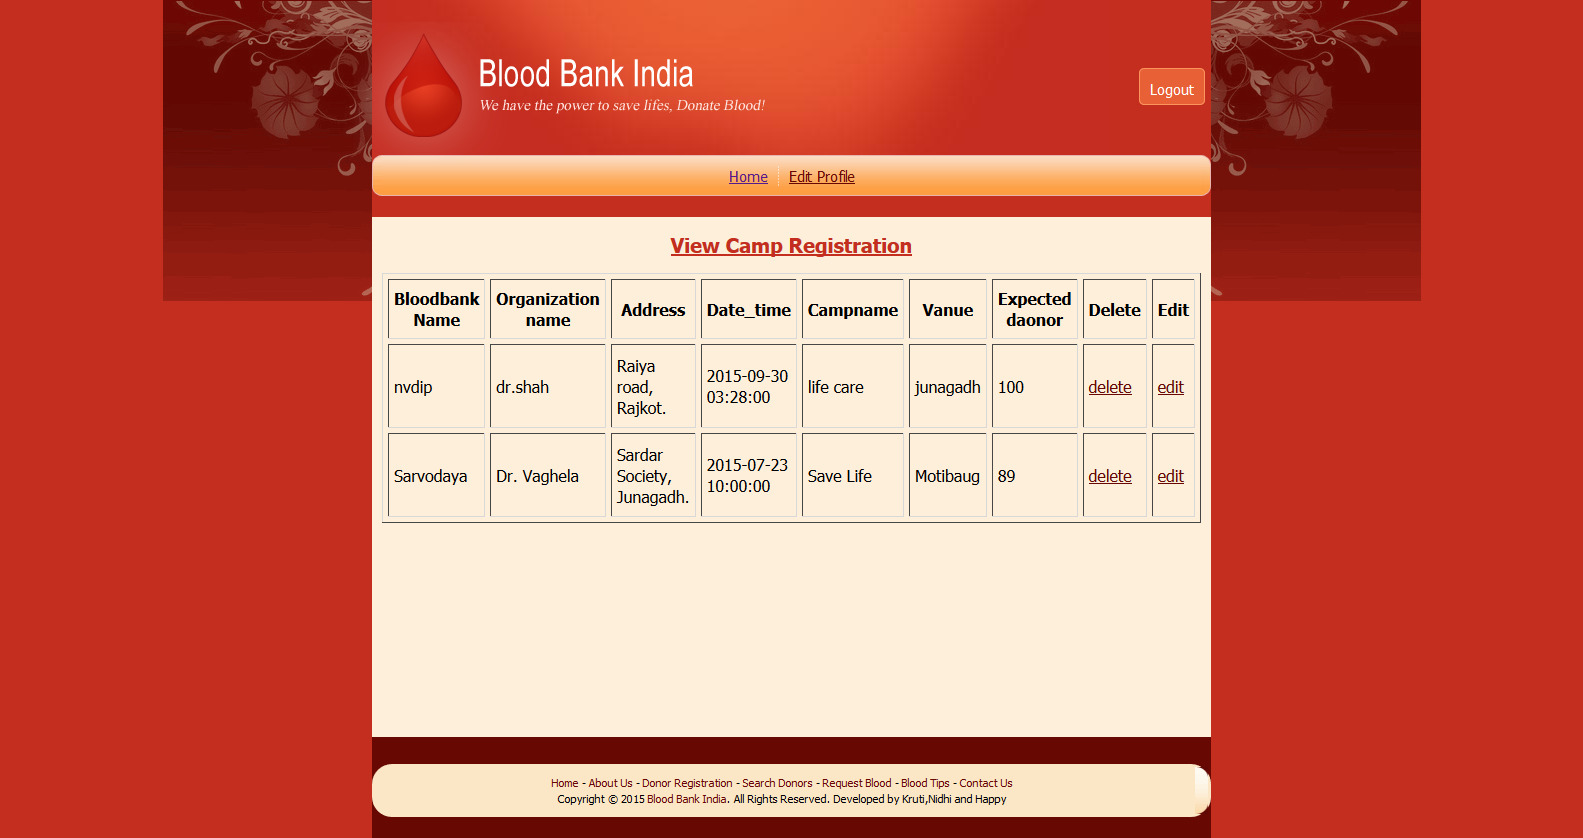 Blood Bank India
We have the power to save lifes, Donate Blood!
Logout
Home
Edit Profile
View Camp Registration
Bloodbank Name
Organization name
Address
Date_time
Campname
Vanue
Expected daonor
Delete
Edit
nvdip
dr.shah
Raiya
road,
Rajkot.
2015-09-30
03:28:00
life care
junagadh
100
delete
edit
Sarvodaya
Dr. Vaghela
Sardar
Society,
Junagadh.
2015-07-23
10:00:00
Save Life
Motibaug
89
delete
edit
Home - About Us - Donor Registration - Search Donors - Request Blood - Blood Tips - Contact Us
Copyright © 2015 Blood Bank India. All Rights Reserved. Developed by Kruti,Nidhi and Happy